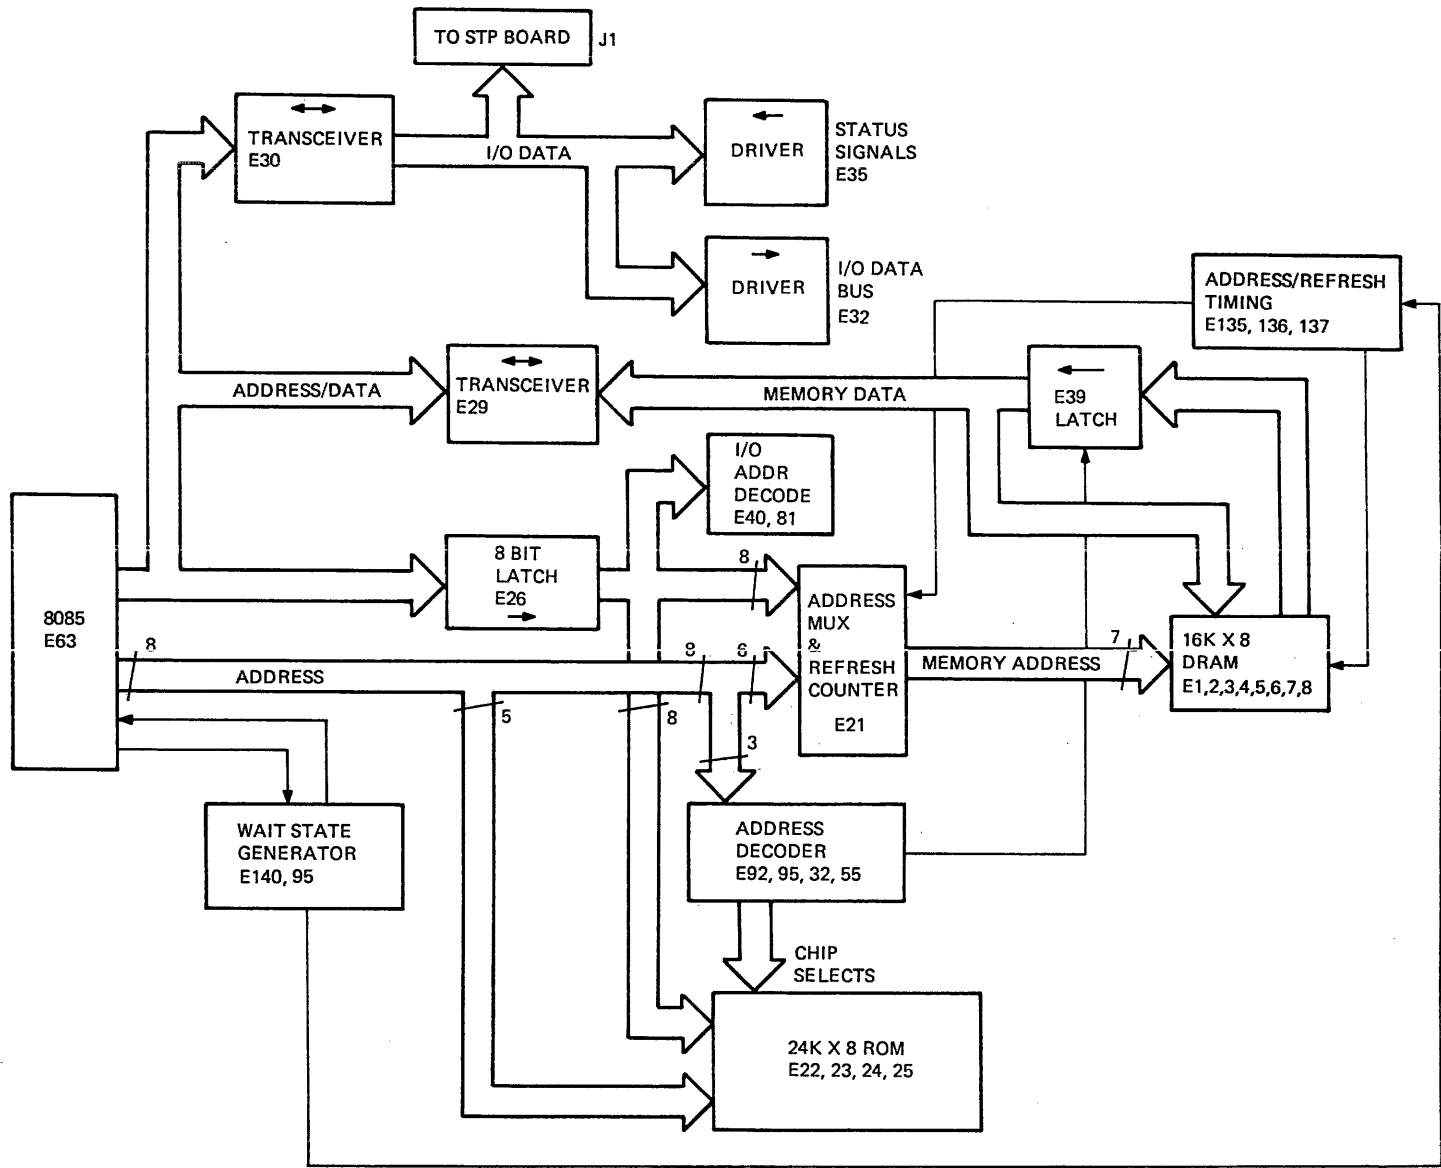 TO STP BOARD
J1
TRANSCEIVER
E30
I/O DATA
DRIVER
STATUS
SIGNALS
E35
DRIVER
I/O DATA
BUS
E32
ADDRESS/REFRESH
TIMING
E135, 136, 137
ADDRESS/DATA
TRANSCEIVER
E29
MEMORY DATA
E39
LATCH
I/O
ADDR
DECODE
E40, 81
8085
E63
8 BIT
LATCH
E26
8
ADDRESS
MUX
&
REFRESH
COUNTER
E21
8
ADDRESS
8
6
5
8
3
MEMORY ADDRESS
7
16K X 8
DRAM
E1,2,3,4,5,6,7,8
WAIT STATE
GENERATOR
E140, 95
ADDRESS
DECODER
E92, 95, 32, 55
CHIP
SELECTS
24K X 8 ROM
E22, 23, 24, 25